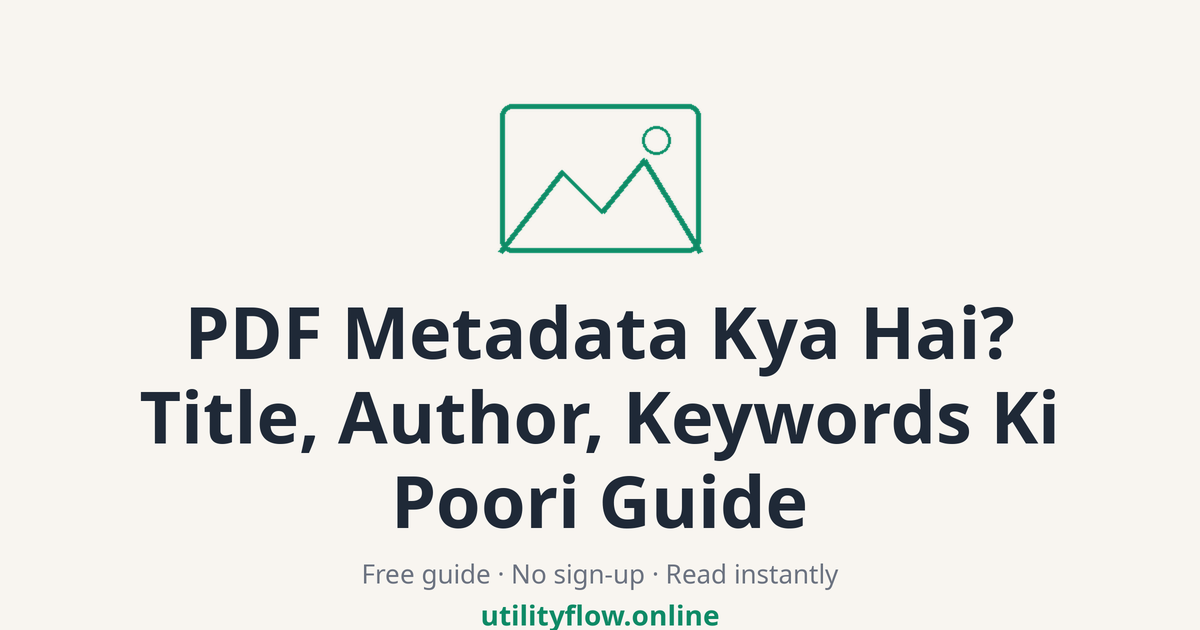 PDF Metadata Kya Hai?
Title, Author, Keywords Ki
Poori Guide
Free guide · No sign-up · Read instantly
utilityflow.online